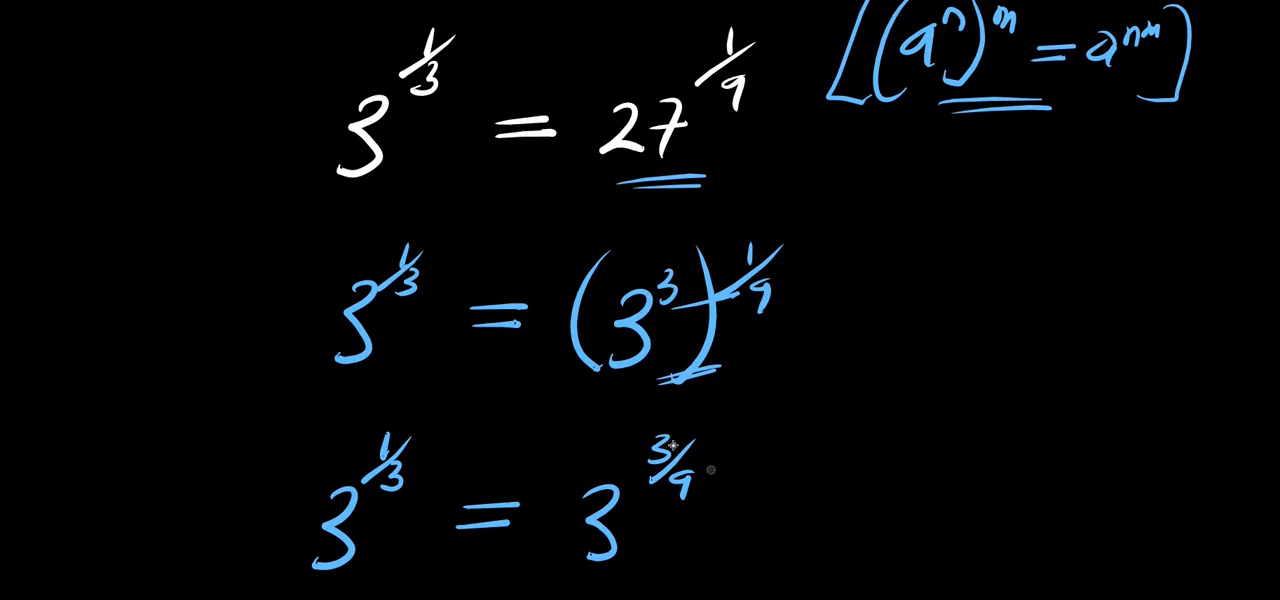 3^{1/3} = 27^{1/9} [(a^n)^m = a^{nm}]
3^{1/3} = (3^3)^{1/9}
3^{1/3} = 3^{3/9}